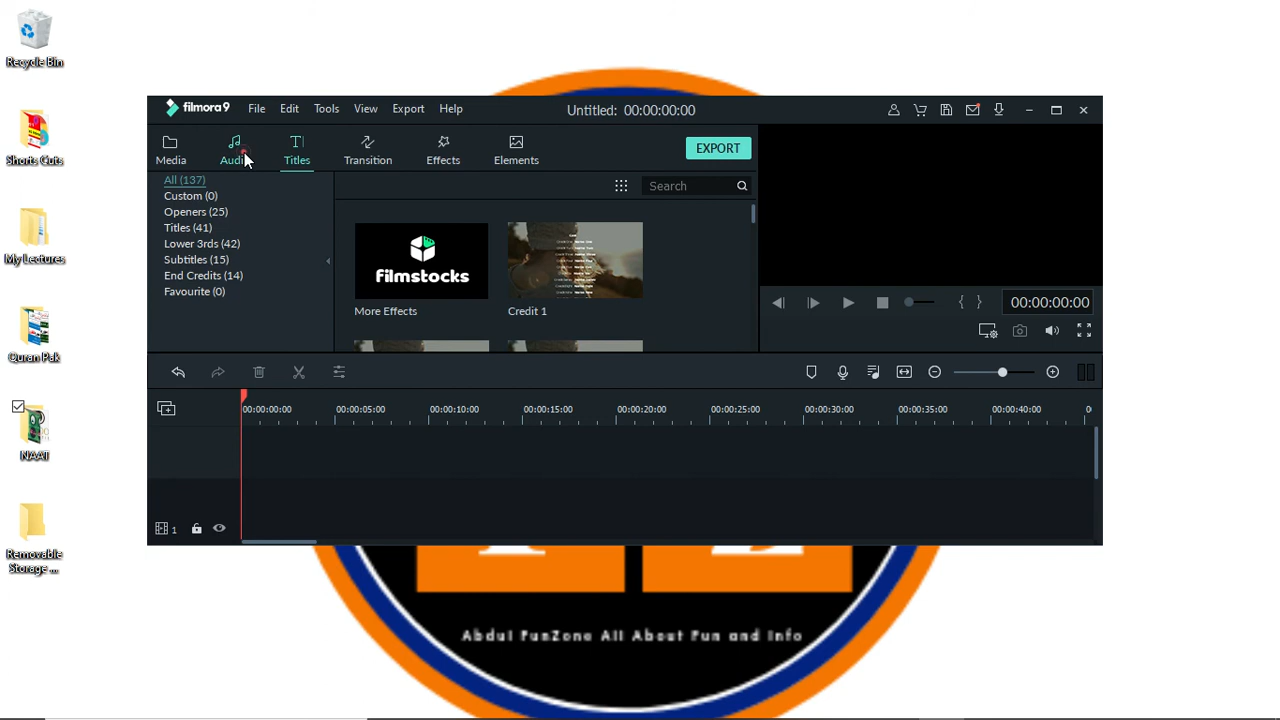 Recycle Bin
Shorts Cuts
My Lectures
Quran Pak
NAAT
Removable
Storage ...
filmora9 File Edit Tools View Export Help Untitled: 00:00:00:00
Media Audio Titles Transition Effects Elements EXPORT
All (137)
Custom (0)
Openers (25)
Titles (41)
Lower 3rds (42)
Subtitles (15)
End Credits (14)
Favourite (0)
Search
filmstocks
More Effects
Credit 1
00:00:00:00
00:00:00:00 00:00:05:00 00:00:10:00 00:00:15:00 00:00:20:00 00:00:25:00 00:00:30:00 00:00:35:00 00:00:40:00
1
Abdul FunZone All About Fun and Info